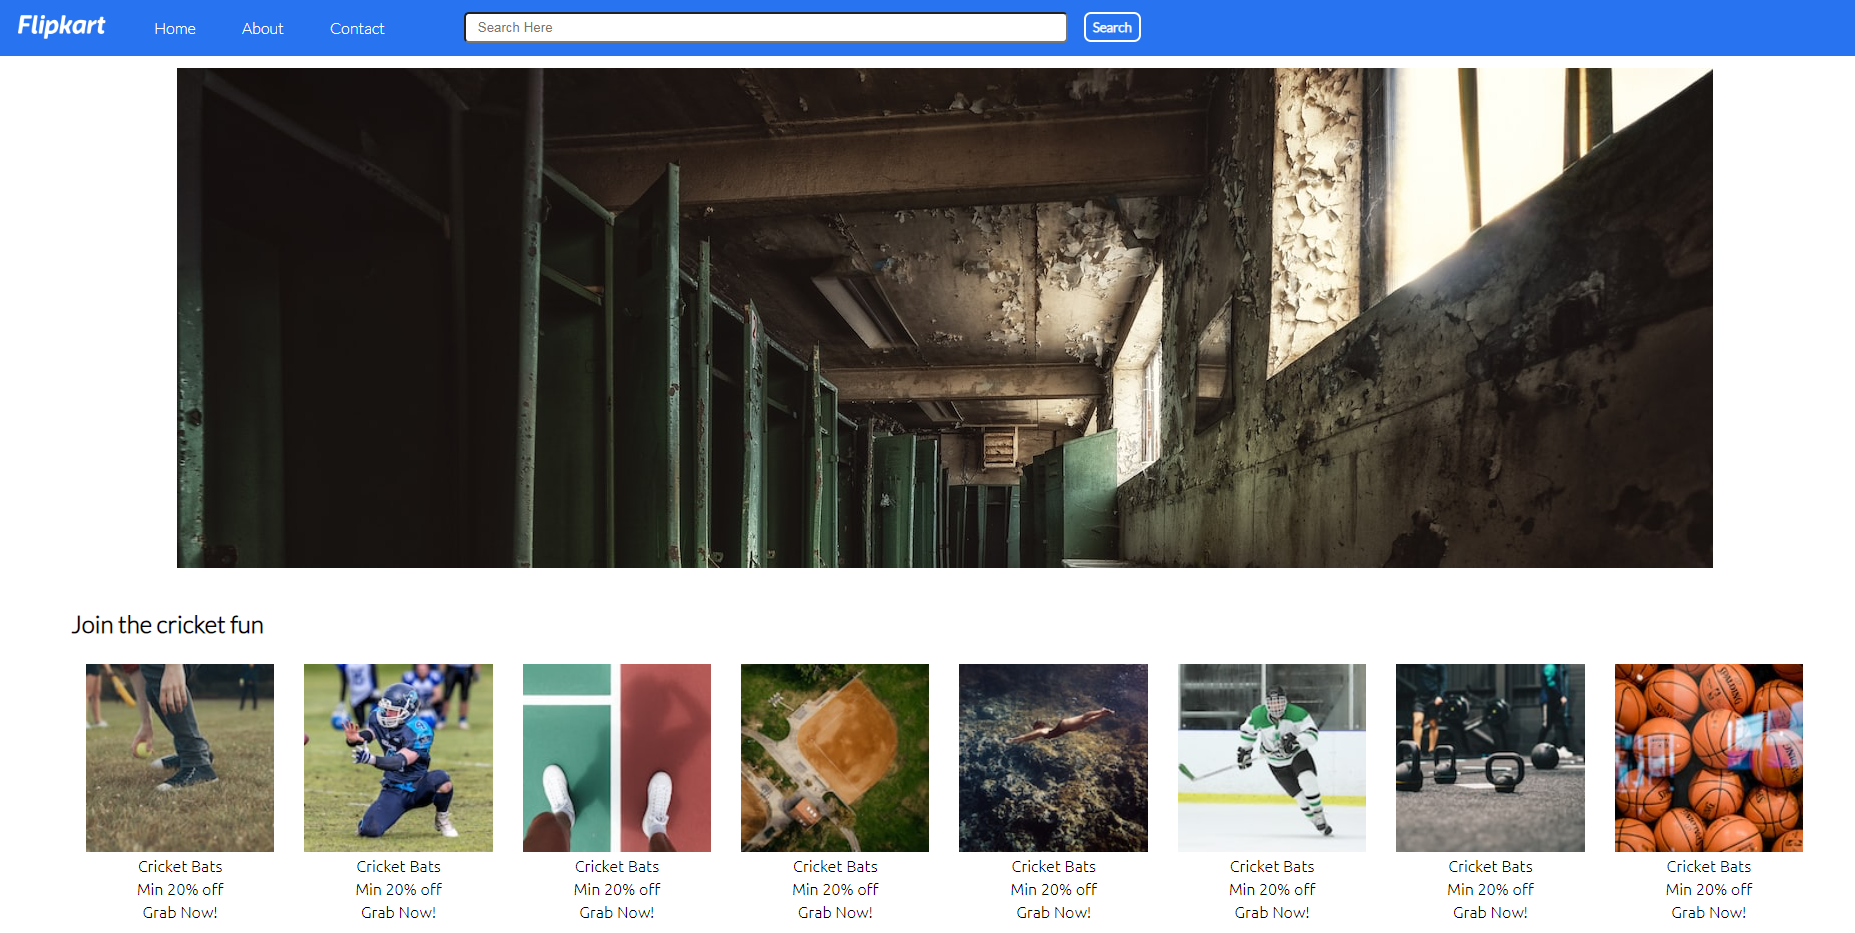 Flipkart Home About Contact Search Here Search
Join the cricket fun
Cricket Bats Cricket Bats Cricket Bats Cricket Bats Cricket Bats Cricket Bats Cricket Bats Cricket Bats
Min 20% off Min 20% off Min 20% off Min 20% off Min 20% off Min 20% off Min 20% off Min 20% off
Grab Now! Grab Now! Grab Now! Grab Now! Grab Now! Grab Now! Grab Now! Grab Now!
SPALDING